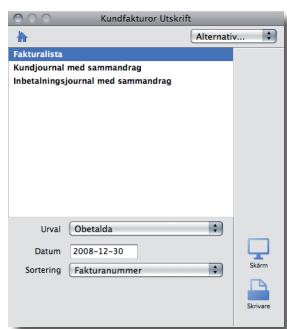 Kundfakturor Utskrift
Alternativ...
Fakturalista
Kundjournal med sammandrag
Inbetalningsjournal med sammandrag
Urval Obetalda
Datum 2008-12-30
Sortering Fakturanummer
Skärm
Skrivare